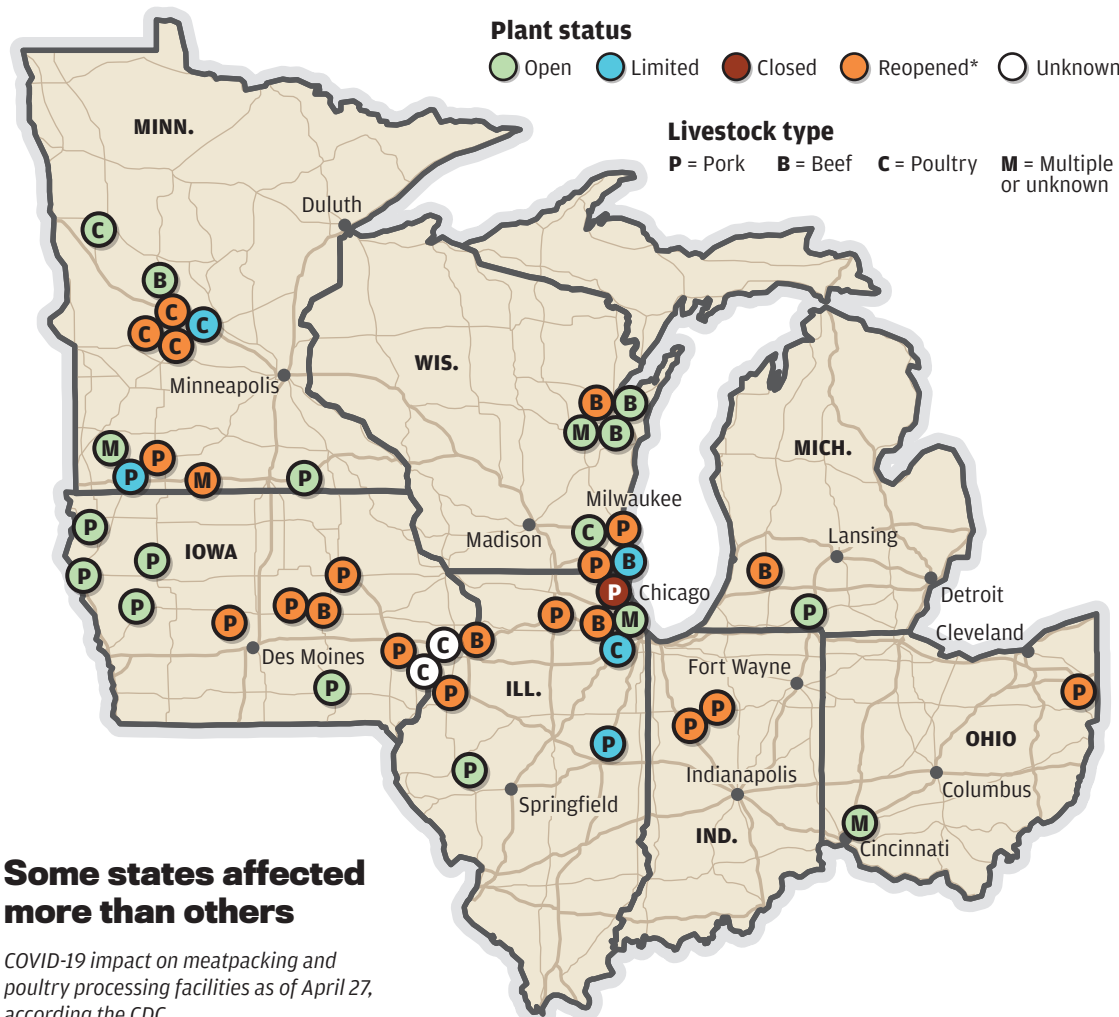 Plant status
Open Limited Closed Reopened* Unknown
Livestock type
P = Pork B = Beef C = Poultry M = Multiple
or unknown
MINN.
Duluth
C
B
C
C
C
C
Minneapolis
WIS.
B B
M B
MICH.
M
P
P
M
P
Milwaukee
Madison
C P
P B
P Chicago
P
B M
C
Lansing
B
Detroit
P
Cleveland
P
IOWA
P
P
P
P
P B
P
Des Moines
P
P
C B
C
P
ILL.
P
P
Springfield
Fort Wayne
P
P
Indianapolis
IND.
P
OHIO
Columbus
M
Cincinnati
Some states affected
more than others
COVID-19 impact on meatpacking and
poultry processing facilities as of April 27,
according the CDC